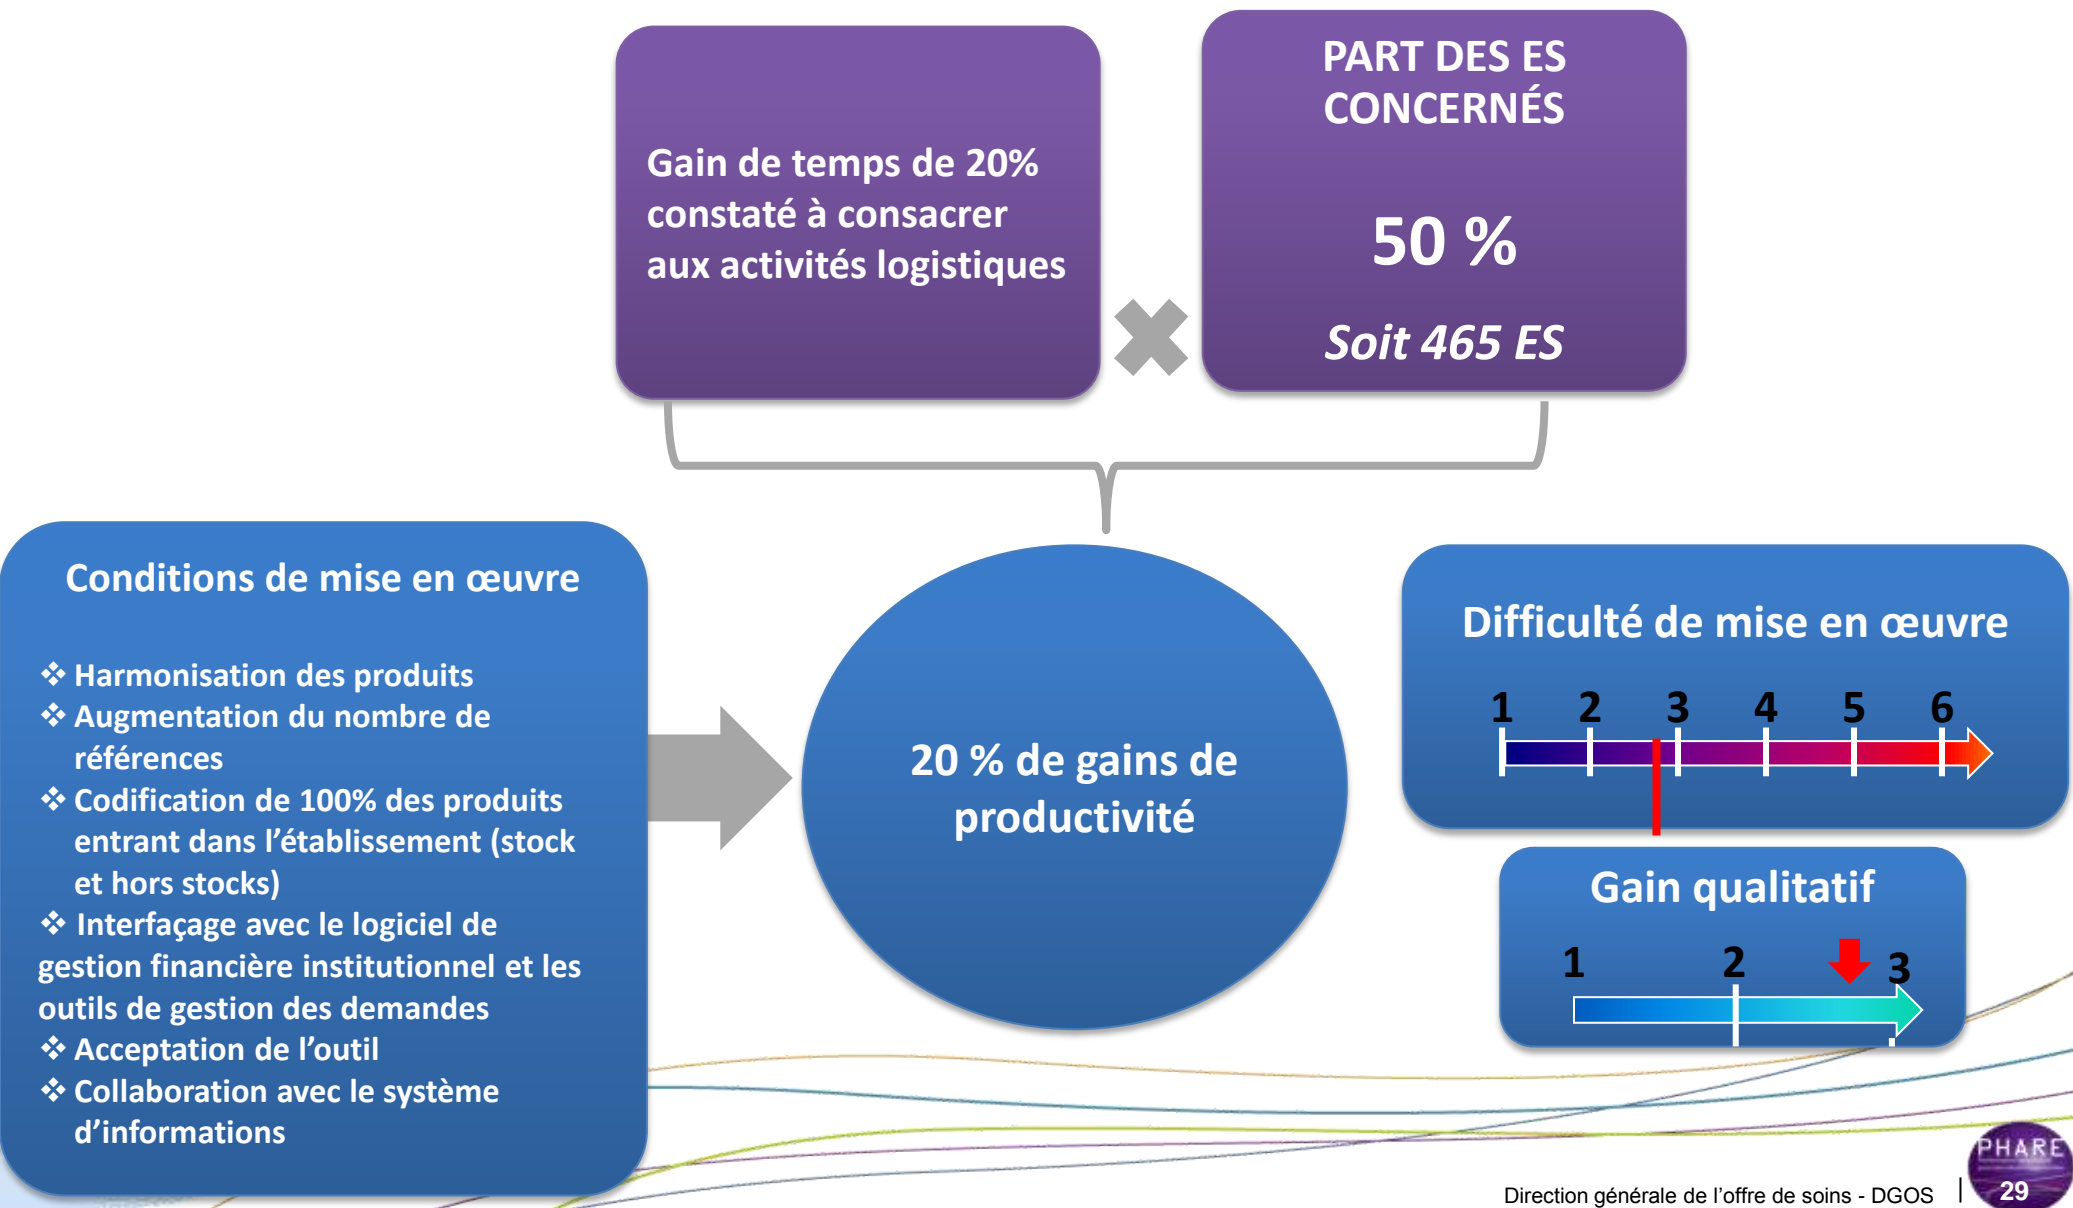 Gain de temps de 20%
constaté à consacrer
aux activités logistiques
PART DES ES
CONCERNÉS
50 %
Soit 465 ES
Conditions de mise en œuvre
❖ Harmonisation des produits
❖ Augmentation du nombre de
références
❖ Codification de 100% des produits
entrant dans l’établissement (stock
et hors stocks)
❖ Interfaçage avec le logiciel de
gestion financière institutionnel et les
outils de gestion des demandes
❖ Acceptation de l’outil
❖ Collaboration avec le système
d’informations
20 % de gains de
productivité
Difficulté de mise en œuvre
1 2 3 4 5 6
Gain qualitatif
1 2 3
Direction générale de l’offre de soins - DGOS |
PHARE
29